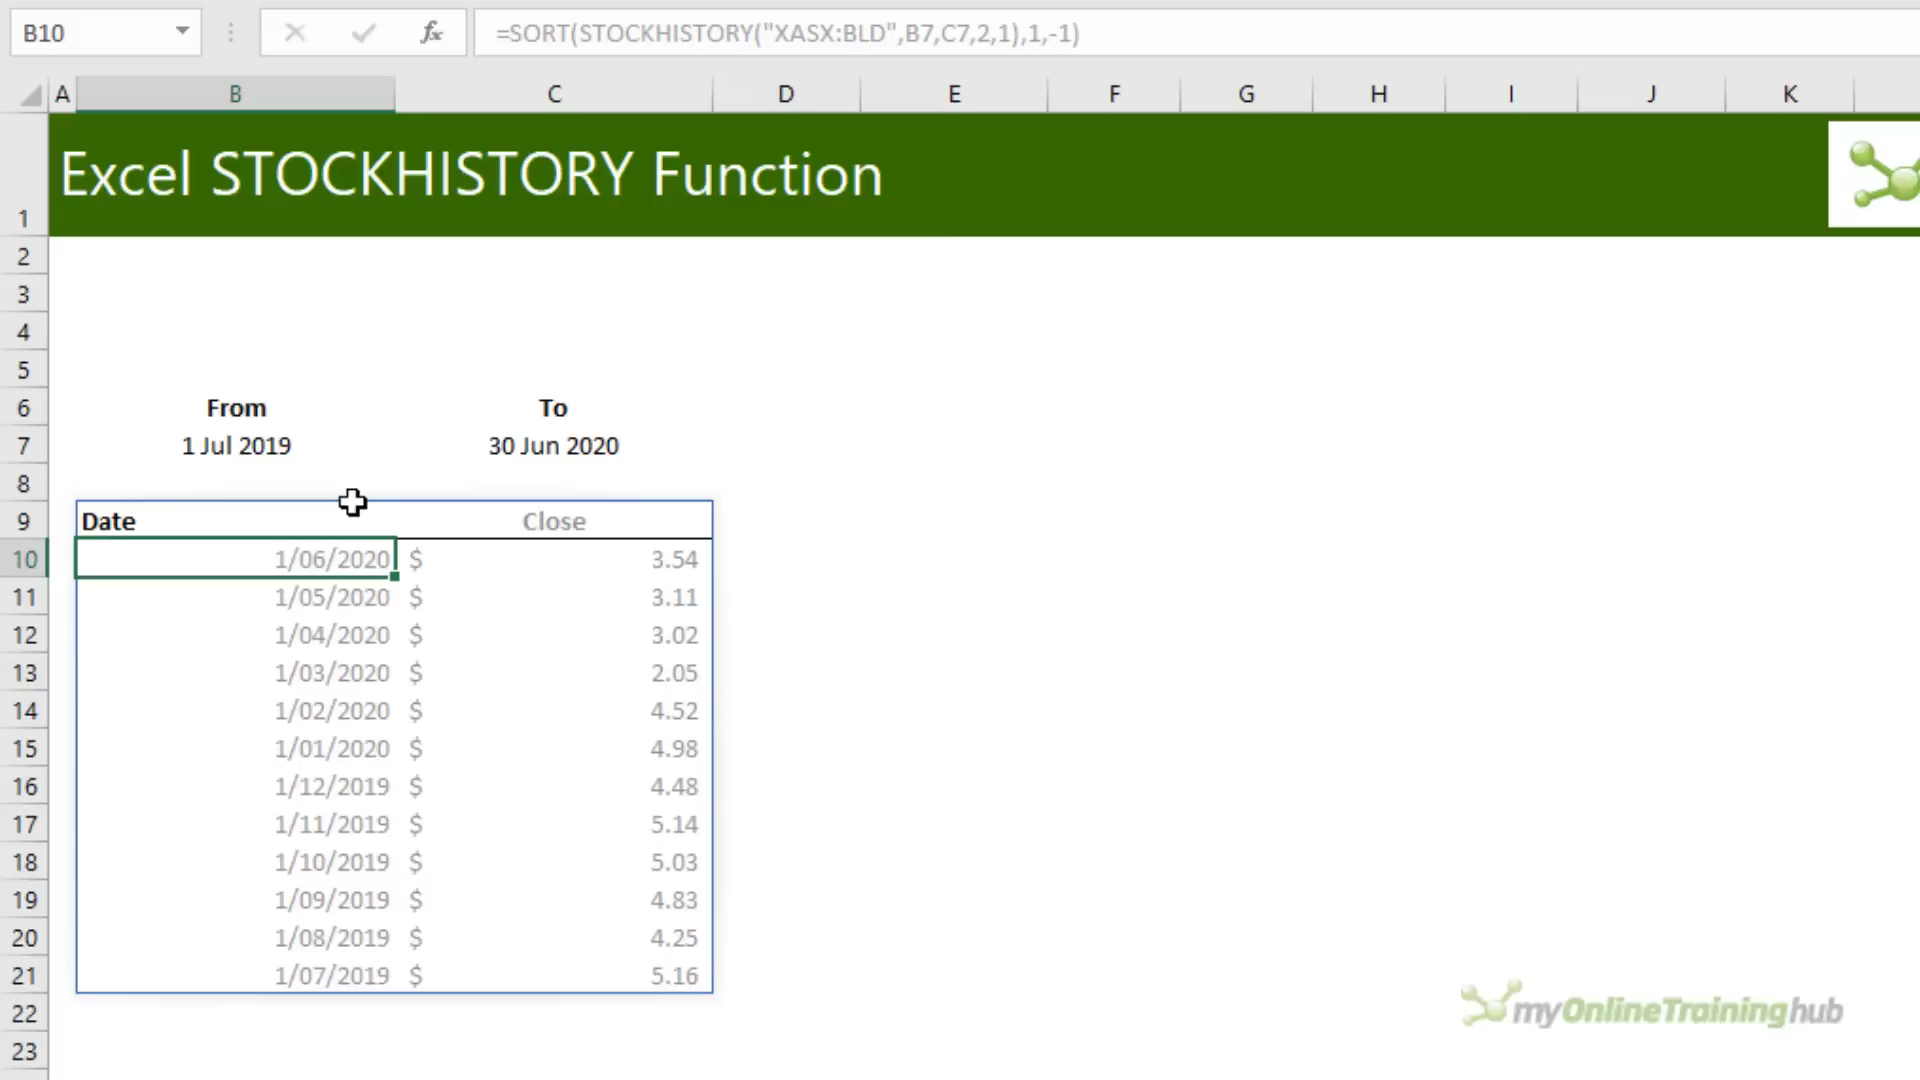 B10 fx =SORT(STOCKHISTORY("XASX:BLD",B7,C7,2,1),1,-1)
A B C D E F G H I J K
1 Excel STOCKHISTORY Function
2
3
4
5
6 From To
7 1 Jul 2019 30 Jun 2020
8
9 Date Close
10 1/06/2020 $ 3.54
11 1/05/2020 $ 3.11
12 1/04/2020 $ 3.02
13 1/03/2020 $ 2.05
14 1/02/2020 $ 4.52
15 1/01/2020 $ 4.98
16 1/12/2019 $ 4.48
17 1/11/2019 $ 5.14
18 1/10/2019 $ 5.03
19 1/09/2019 $ 4.83
20 1/08/2019 $ 4.25
21 1/07/2019 $ 5.16
22 myOnlineTraininghub
23